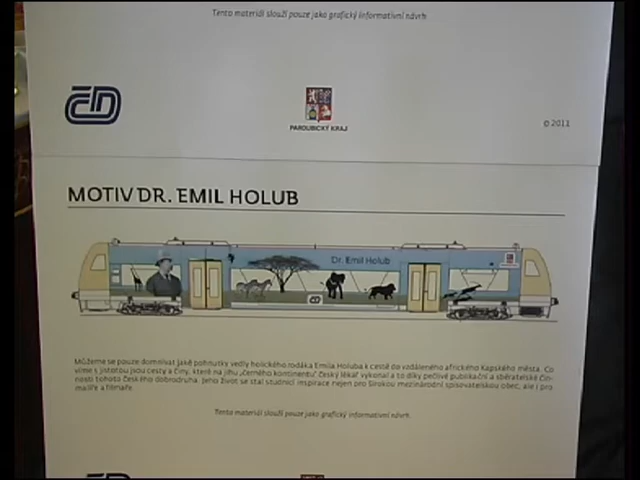 Tento materiál slouží pouze jako grafický informativní návrh.
ČD
PARDUBICKÝ KRAJ
© 2011
MOTIV DR. EMIL HOLUB
Dr. Emil Holub
ČD
Můžeme se pouze domnívat jaké pohnutky vedly holického rodáka Emila Holuba k cestě do vzdáleného afrického Kapského města. Co
víme s jistotou jsou cesty a činy, které na jihu „černého kontinentu“ český lékař vykonal a to díky pečlivé publikační a sběratelské čin-
nosti tohoto českého dobrodruha. Jeho život se stal studnicí inspirace nejen pro širokou mezinárodní spisovatelskou obec, ale i pro
malíře a filmaře.
Tento materiál slouží pouze jako grafický informativní návrh.